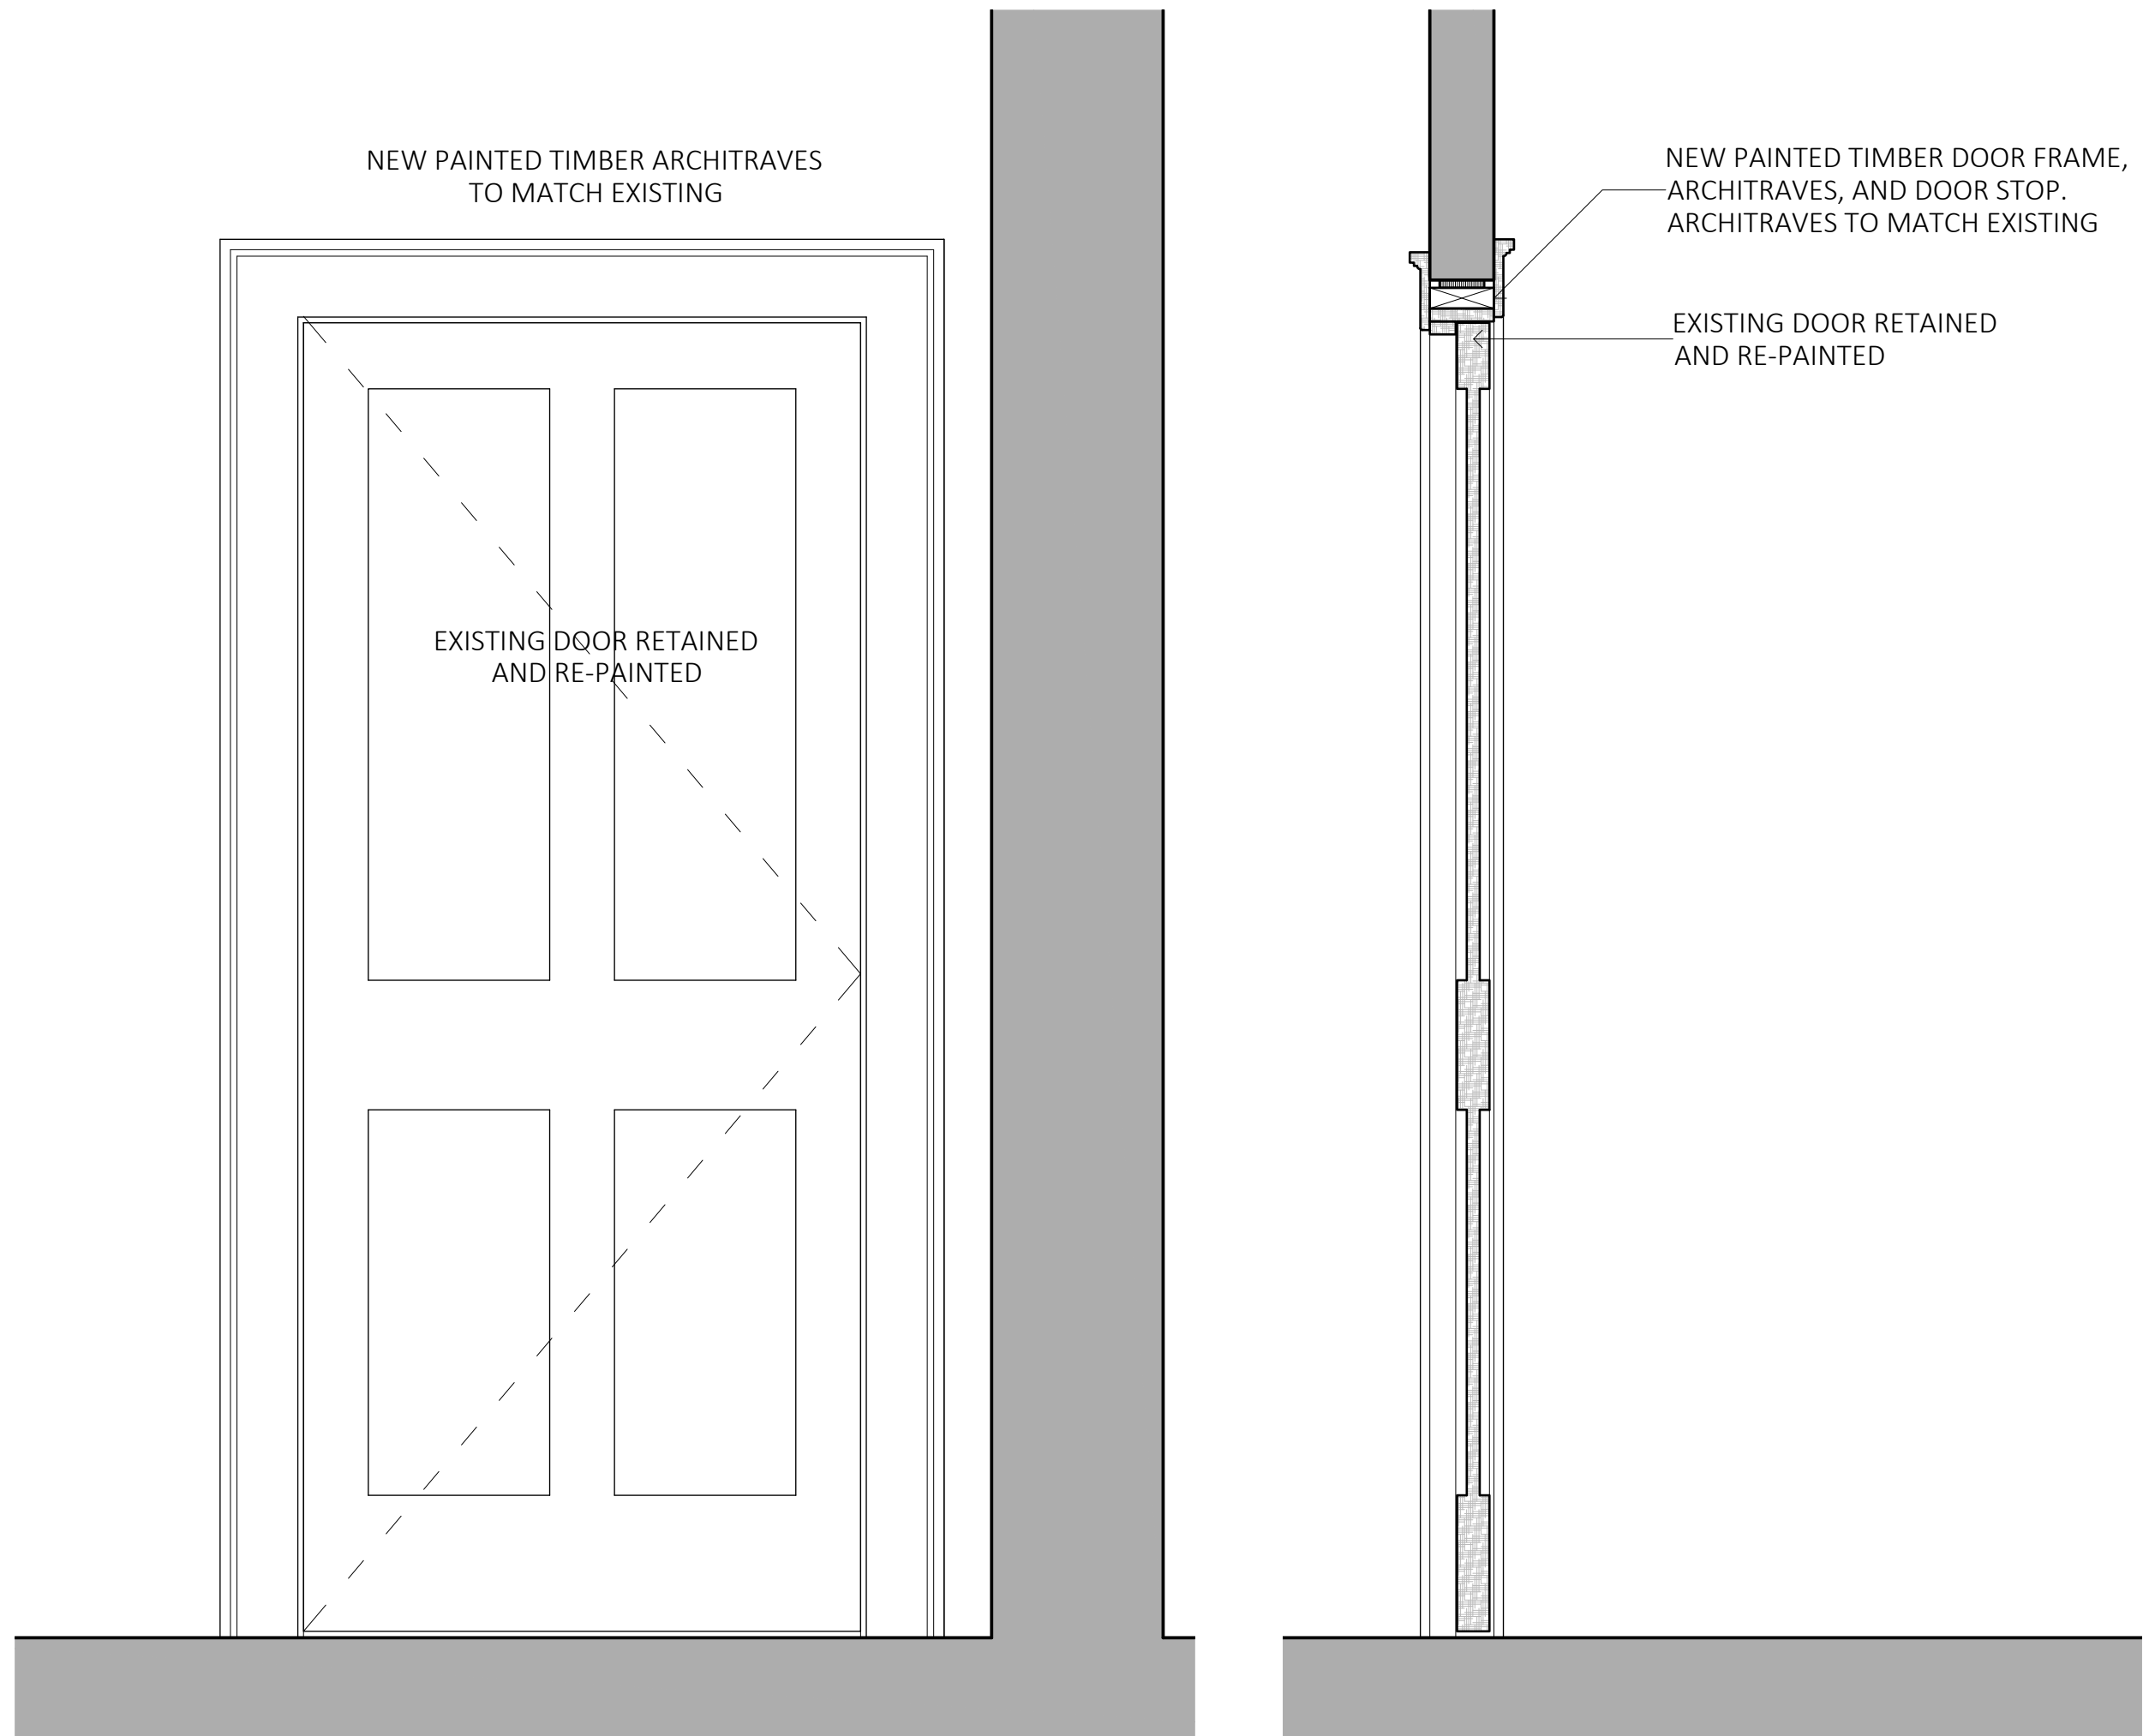 NEW PAINTED TIMBER ARCHITRAVES
TO MATCH EXISTING
EXISTING DOOR RETAINED
AND RE-PAINTED
NEW PAINTED TIMBER DOOR FRAME,
ARCHITRAVES, AND DOOR STOP.
ARCHITRAVES TO MATCH EXISTING
EXISTING DOOR RETAINED
AND RE-PAINTED